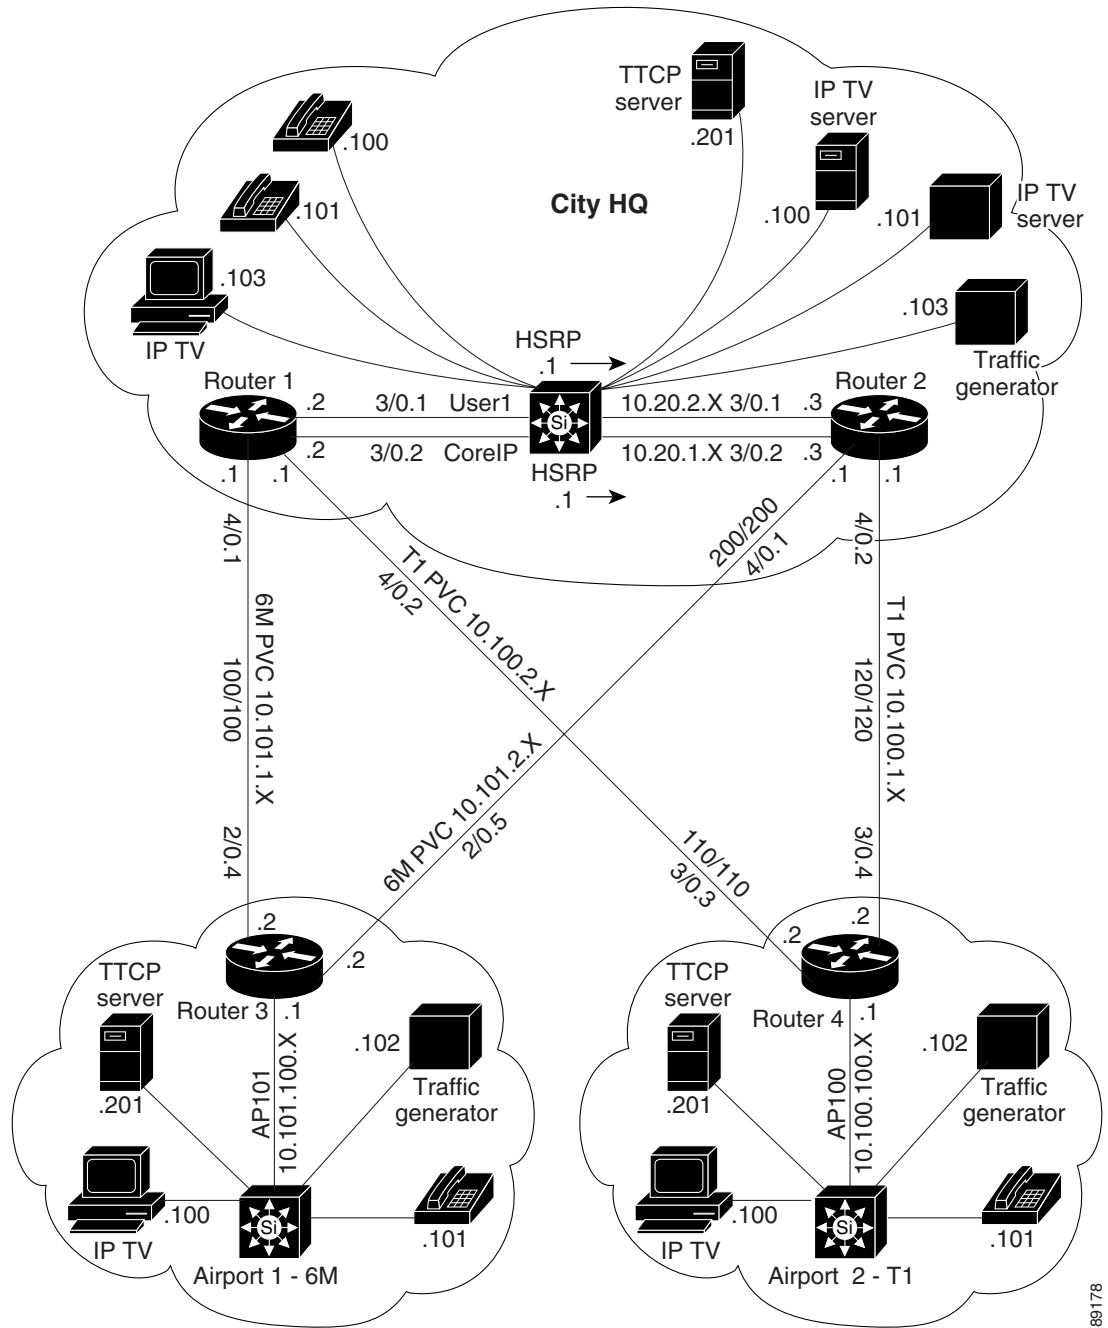 TTCP
server
.201
IP TV
server
.100
.100
.101
IP TV
server
.101
City HQ
.103
IP TV
.103
Traffic
generator
HSRP
.1
Router 1
Router 2
.2
3/0.1
User1
10.20.2.X 3/0.1
.3
Si
.2
3/0.2
CoreIP
10.20.1.X 3/0.2
.3
HSRP
.1
.1
.1
.1
.1
4/0.1
T1 PVC 10.100.2.X
4/0.2
200/200
4/0.1
4/0.2
6M PVC 10.101.1.X
100/100
T1 PVC 10.100.1.X
120/120
6M PVC 10.101.2.X
2/0.5
2/0.4
110/110
3/0.3
3/0.4
.2
.2
.2
.2
TTCP
server
Router 3
.1
.201
.102
Traffic
generator
AP101
10.101.100.X
.100
IP TV
Si
.101
Airport 1 - 6M
TTCP
server
Router 4
.1
.201
.102
Traffic
generator
AP100
10.100.100.X
.100
IP TV
Si
.101
Airport 2 - T1
89178